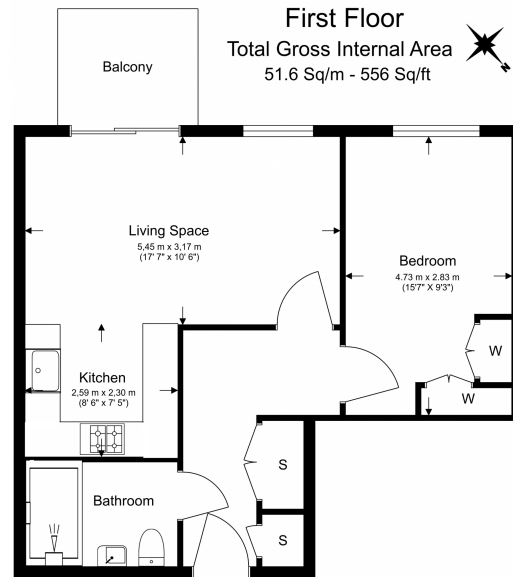 First Floor
Total Gross Internal Area
51.6 Sq/m - 556 Sq/ft
N
Balcony
Living Space
5,45 m x 3,17 m
(17' 7" x 10' 6")
Bedroom
4.73 m x 2.83 m
(15'7" X 9'3")
W
W
Kitchen
2,59 m x 2,30 m
(8' 6" x 7' 5")
Bathroom
S
S